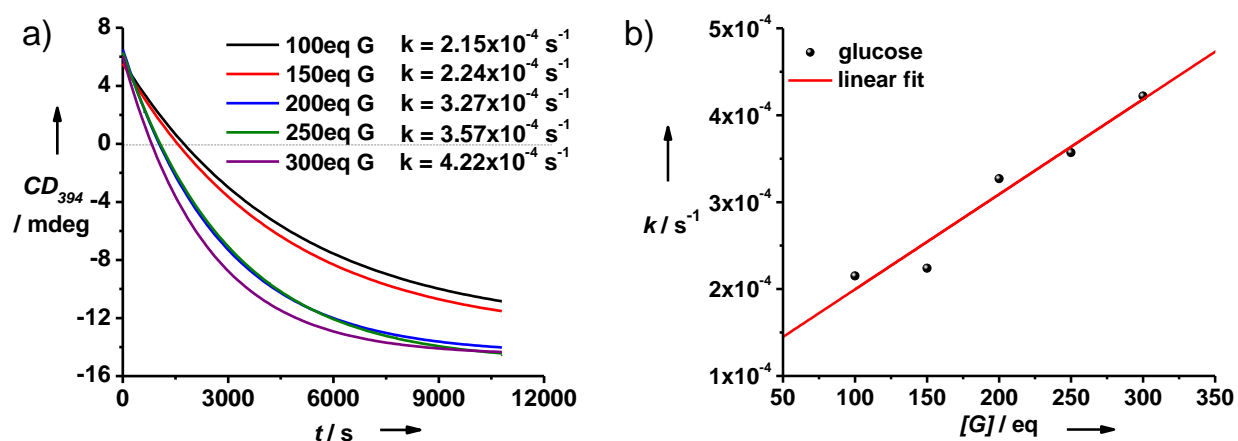 a)
8
4
0
-4
-8
-12
-16
CD394
/ mdeg
100eq G k = 2.15x10-4 s-1
150eq G k = 2.24x10-4 s-1
200eq G k = 3.27x10-4 s-1
250eq G k = 3.57x10-4 s-1
300eq G k = 4.22x10-4 s-1
0 3000 6000 9000 12000
t / s
b)
5x10-4
4x10-4
3x10-4
2x10-4
1x10-4
k / s-1
glucose
linear fit
50 100 150 200 250 300 350
[G] / eq